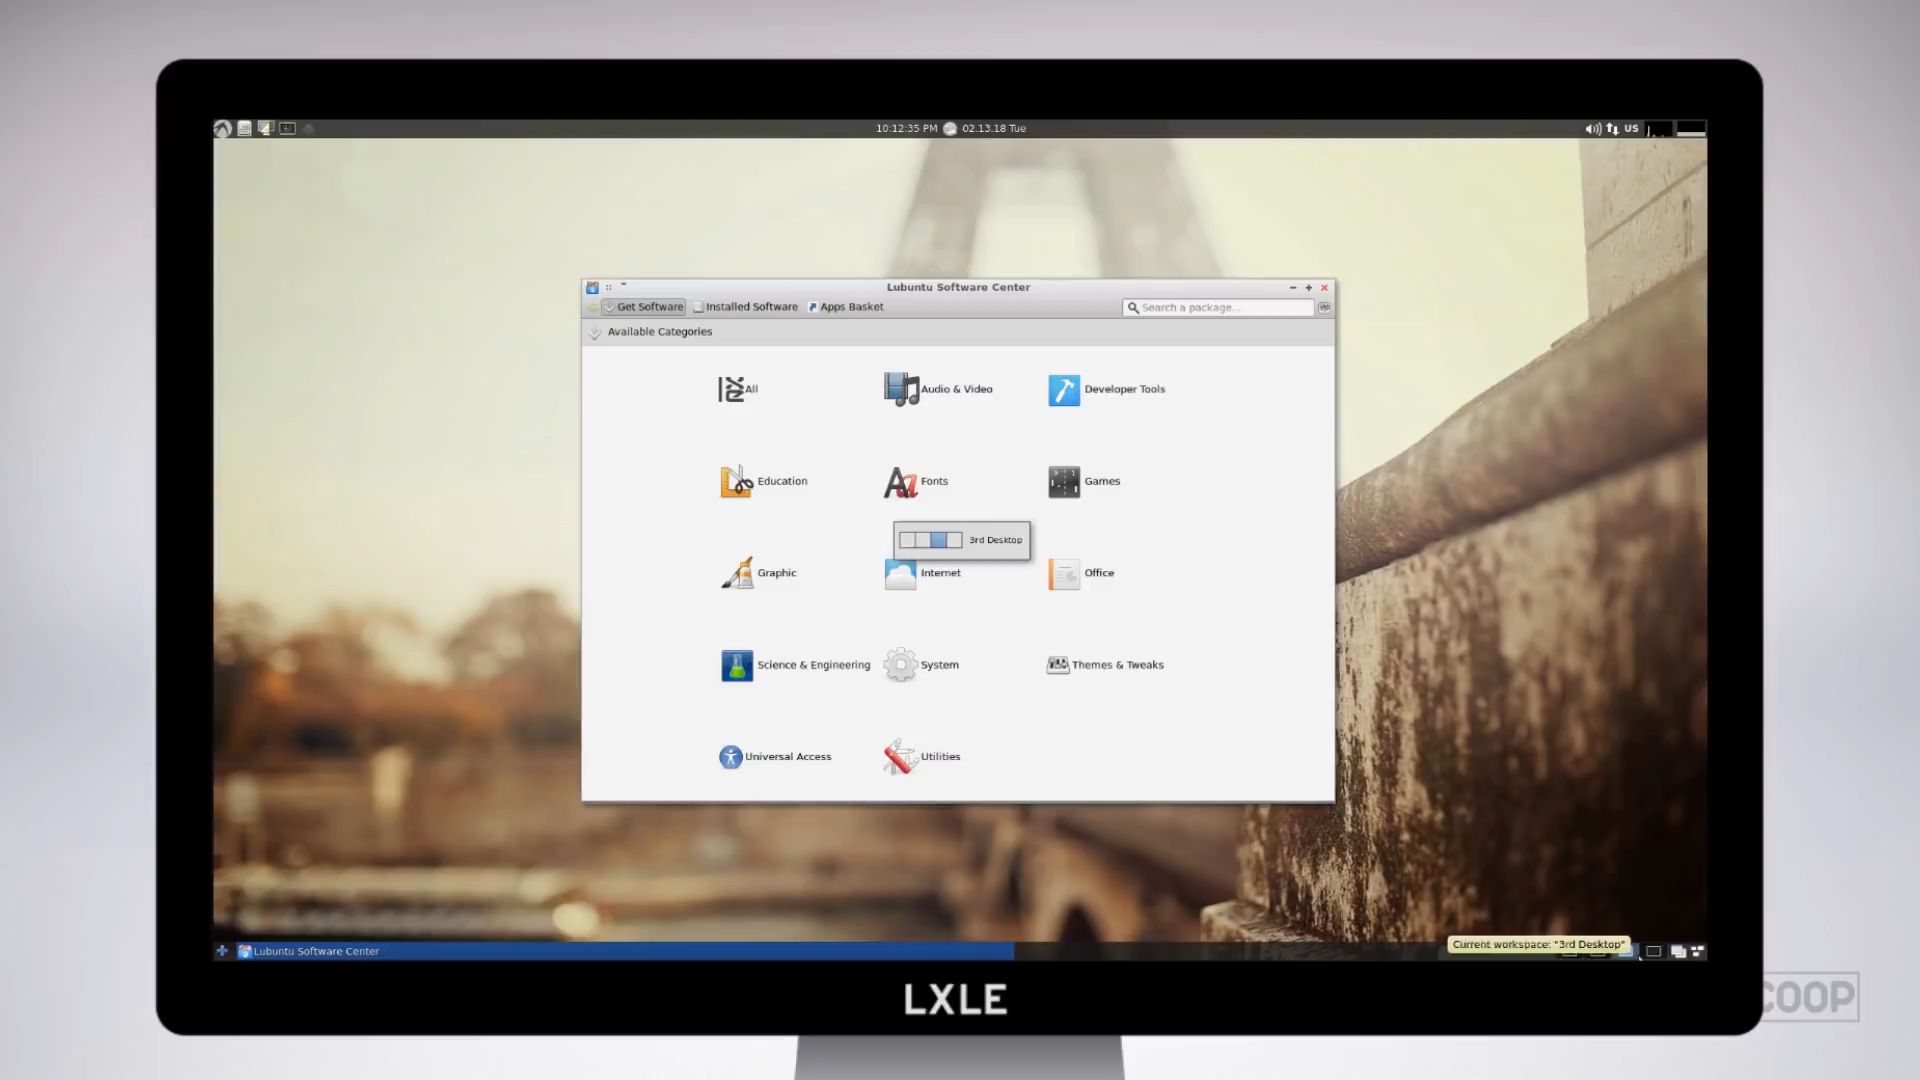 10:12:35 PM 02.13.18 Tue
US
Lubuntu Software Center
Get Software Installed Software Apps Basket Search a package...
Available Categories
All Audio & Video Developer Tools
Education Fonts Games
3rd Desktop
Graphic Internet Office
Science & Engineering System Themes & Tweaks
Universal Access Utilities
Current workspace: "3rd Desktop"
Lubuntu Software Center
LXLE
COOP